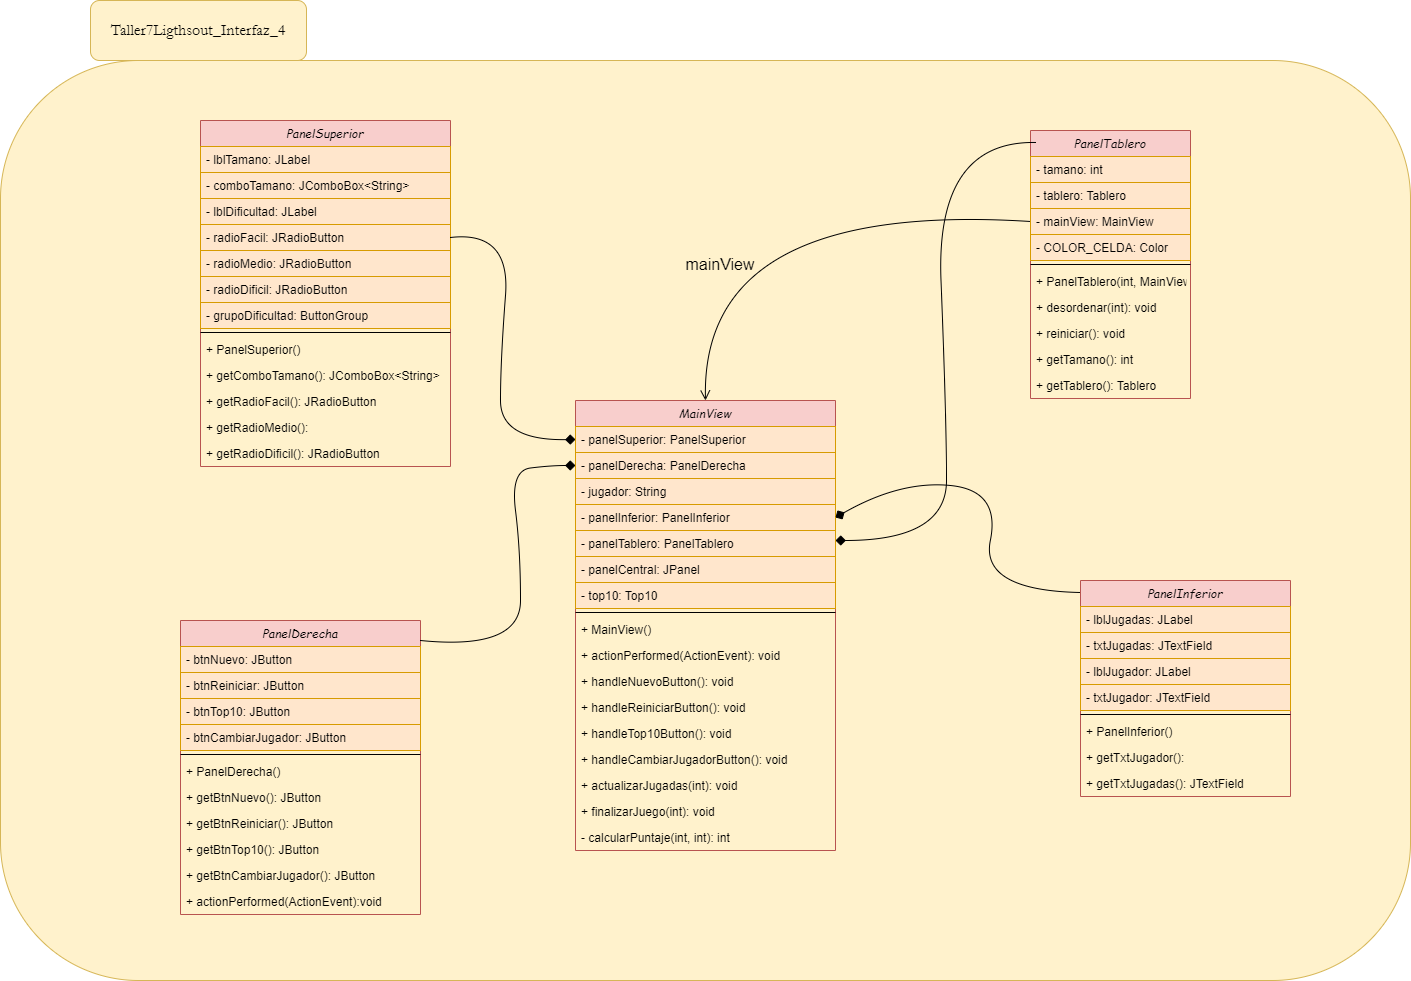 Taller7Ligthsout_Interfaz_4
PanelSuperior
- lblTamano: JLabel
- comboTamano: JComboBox<String>
- lblDificultad: JLabel
- radioFacil: JRadioButton
- radioMedio: JRadioButton
- radioDificil: JRadioButton
- grupoDificultad: ButtonGroup
+ PanelSuperior()
+ getComboTamano(): JComboBox<String>
+ getRadioFacil(): JRadioButton
+ getRadioMedio():
+ getRadioDificil(): JRadioButton
PanelTablero
- tamano: int
- tablero: Tablero
- mainView: MainView
- COLOR_CELDA: Color
+ PanelTablero(int, MainView
+ desordenar(int): void
+ reiniciar(): void
+ getTamano(): int
+ getTablero(): Tablero
mainView
MainView
- panelSuperior: PanelSuperior
- panelDerecha: PanelDerecha
- jugador: String
- panelInferior: PanelInferior
- panelTablero: PanelTablero
- panelCentral: JPanel
- top10: Top10
+ MainView()
+ actionPerformed(ActionEvent): void
+ handleNuevoButton(): void
+ handleReiniciarButton(): void
+ handleTop10Button(): void
+ handleCambiarJugadorButton(): void
+ actualizarJugadas(int): void
+ finalizarJuego(int): void
- calcularPuntaje(int, int): int
PanelDerecha
- btnNuevo: JButton
- btnReiniciar: JButton
- btnTop10: JButton
- btnCambiarJugador: JButton
+ PanelDerecha()
+ getBtnNuevo(): JButton
+ getBtnReiniciar(): JButton
+ getBtnTop10(): JButton
+ getBtnCambiarJugador(): JButton
+ actionPerformed(ActionEvent):void
PanelInferior
- lblJugadas: JLabel
- txtJugadas: JTextField
- lblJugador: JLabel
- txtJugador: JTextField
+ PanelInferior()
+ getTxtJugador():
+ getTxtJugadas(): JTextField